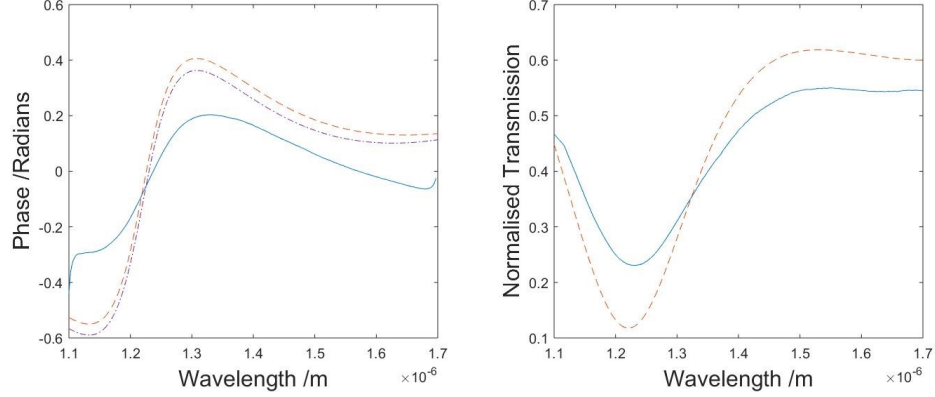 0.6
0.4
0.2
0
-0.2
-0.4
-0.6
Phase /Radians
1.1 1.2 1.3 1.4 1.5 1.6 1.7
Wavelength /m
×10-6
0.7
0.6
0.5
0.4
0.3
0.2
0.1
Normalised Transmission
1.1 1.2 1.3 1.4 1.5 1.6 1.7
Wavelength /m
×10-6